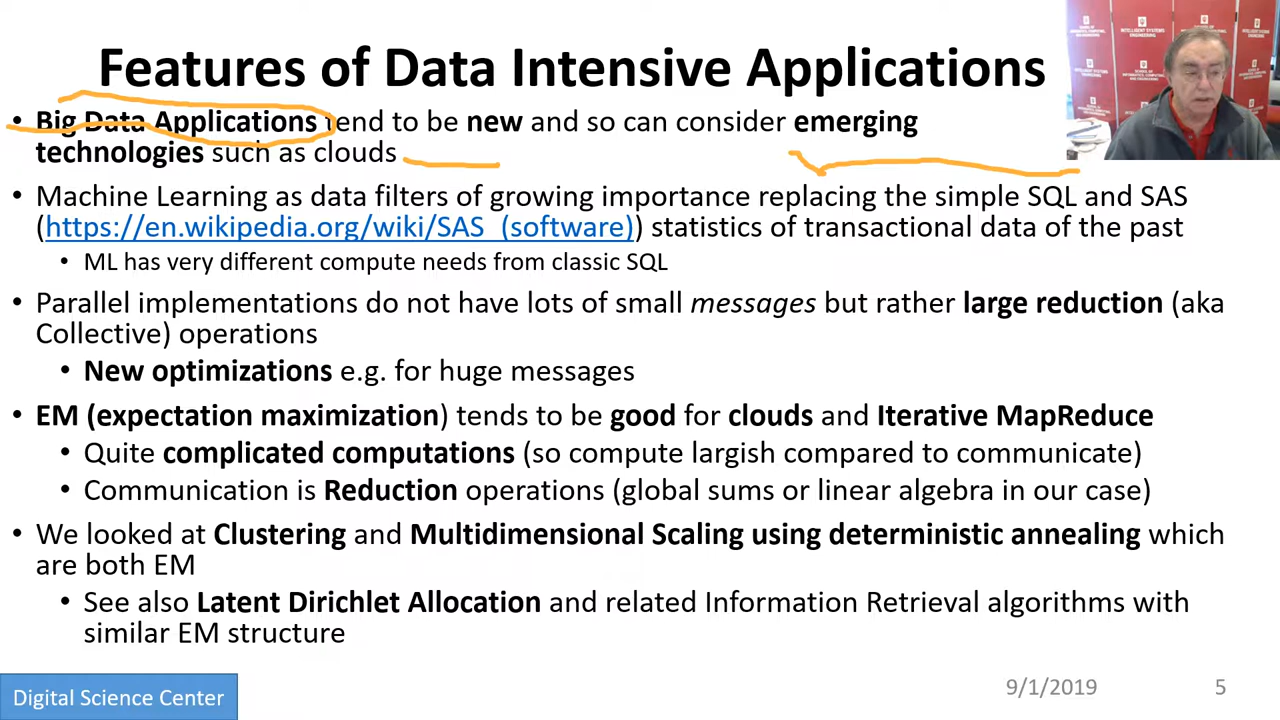 Features of Data Intensive Applications
• Big Data Applications tend to be new and so can consider emerging
technologies such as clouds
• Machine Learning as data filters of growing importance replacing the simple SQL and SAS
(https://en.wikipedia.org/wiki/SAS_(software)) statistics of transactional data of the past
• ML has very different compute needs from classic SQL
• Parallel implementations do not have lots of small messages but rather large reduction (aka
Collective) operations
• New optimizations e.g. for huge messages
• EM (expectation maximization) tends to be good for clouds and Iterative MapReduce
• Quite complicated computations (so compute largish compared to communicate)
• Communication is Reduction operations (global sums or linear algebra in our case)
• We looked at Clustering and Multidimensional Scaling using deterministic annealing which
are both EM
• See also Latent Dirichlet Allocation and related Information Retrieval algorithms with
similar EM structure
Digital Science Center
9/1/2019
5